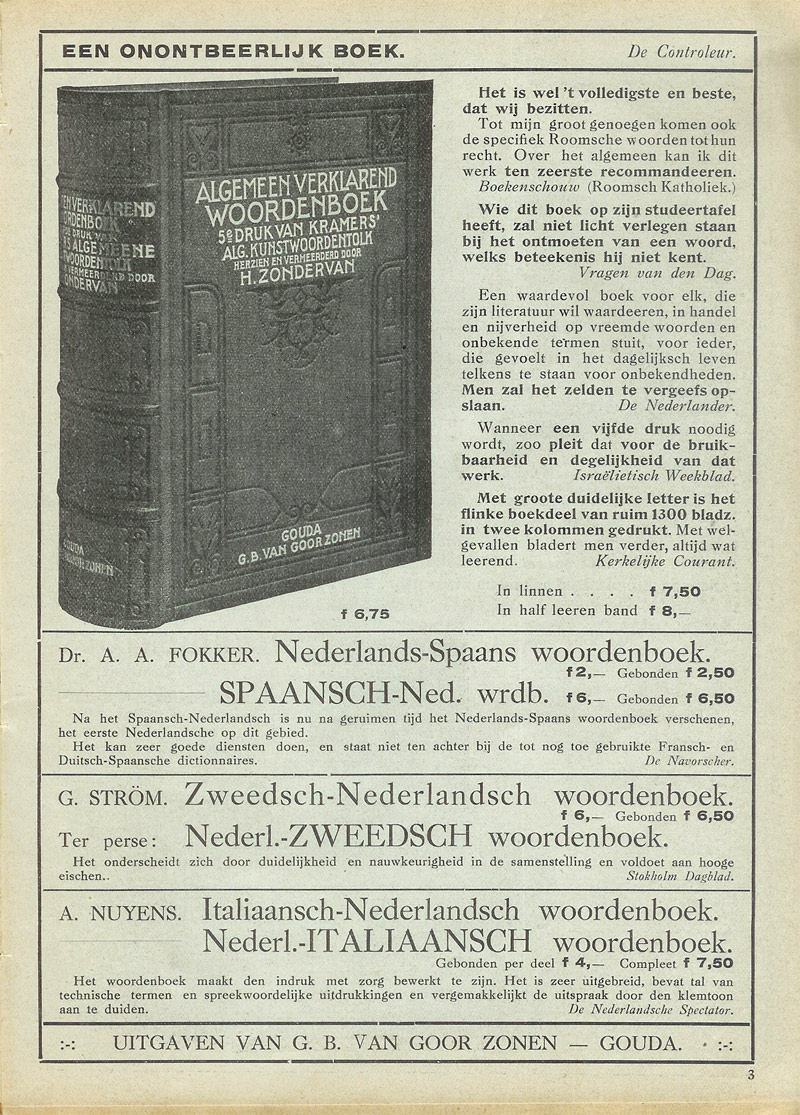 EEN ONONTBEERLIJK BOEK. De Controleur.
ALGEMEEN VERKLAREND
WOORDENBOEK
5e DRUK VAN KRAMERS'
ALG. KUNSTWOORDENTOLK
HERZIEN EN VERMEERDERD DOOR
H. ZONDERVAN
GOUDA
G.B. VAN GOOR ZONEN
EN VERKLAREND
ORDENBOEK
DRUK VAN
S ALGEMEENE
WOORDENTOLK
VERMEERDERD DOOR
ONDERVAN
GOUDA
ZONEN
f 6,75
Het is wel 't volledigste en beste,
dat wij bezitten.
Tot mijn groot genoegen komen ook
de specifiek Roomsche woorden tot hun
recht. Over het algemeen kan ik dit
werk ten zeerste recommandeeren.
Boekenschouw (Roomsch Katholiek.)
Wie dit boek op zijn studeertafel
heeft, zal niet licht verlegen staan
bij het ontmoeten van een woord,
welks beteekenis hij niet kent.
Vragen van den Dag.
Een waardevol boek voor elk, die
zijn literatuur wil waardeeren, in handel
en nijverheid op vreemde woorden en
onbekende termen stuit, voor ieder,
die gevoelt in het dagelijksch leven
telkens te staan voor onbekendheden.
Men zal het zelden te vergeefs op-
slaan. De Nederlander.
Wanneer een vijfde druk noodig
wordt, zoo pleit dat voor de bruik-
baarheid en degelijkheid van dat
werk. Israëlietisch Weekblad.
Met groote duidelijke letter is het
flinke boekdeel van ruim 1300 bladz.
in twee kolommen gedrukt. Met wel-
gevallen bladert men verder, altijd wat
leerend. Kerkelijke Courant.
In linnen . . . . f 7,50
In half leeren band f 8,—
Dr. A. A. FOKKER. Nederlands-Spaans woordenboek.
f 2,— Gebonden f 2,50
SPAANSCH-Ned. wrdb. f 6,— Gebonden f 6,50
Na het Spaansch-Nederlandsch is nu na geruimen tijd het Nederlands-Spaans woordenboek verschenen,
het eerste Nederlandsche op dit gebied.
Het kan zeer goede diensten doen, en staat niet ten achter bij de tot nog toe gebruikte Fransch- en
Duitsch-Spaansche dictionnaires. De Navorscher.
G. STRÖM. Zweedsch-Nederlandsch woordenboek.
f 6,— Gebonden f 6,50
Ter perse: Nederl.-ZWEEDSCH woordenboek.
Het onderscheidt zich door duidelijkheid en nauwkeurigheid in de samenstelling en voldoet aan hooge
eischen.. Stokholm Dagblad.
A. NUYENS. Italiaansch-Nederlandsch woordenboek.
Nederl.-ITALIAANSCH woordenboek.
Gebonden per deel f 4,— Compleet f 7,50
Het woordenboek maakt den indruk met zorg bewerkt te zijn. Het is zeer uitgebreid, bevat tal van
technische termen en spreekwoordelijke uitdrukkingen en vergemakkelijkt de uitspraak door den klemtoon
aan te duiden. De Nederlandsche Spectator.
:-: UITGAVEN VAN G. B. VAN GOOR ZONEN — GOUDA. :-:
3